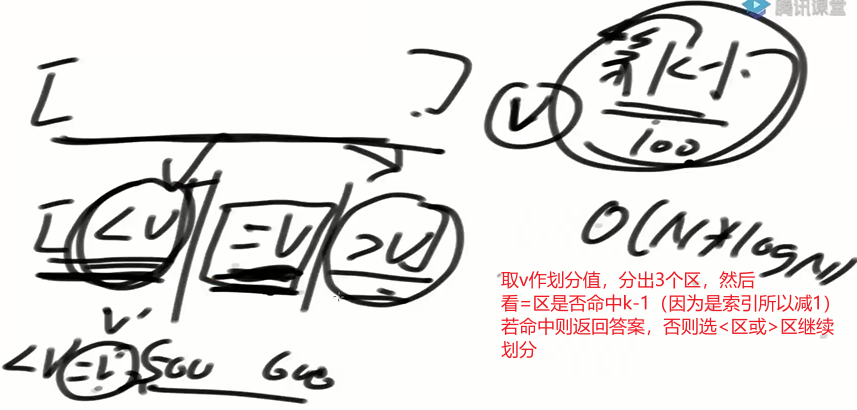 腾讯课堂
[ ]
第K小
V
100
[ <V =V >V ]
O(N*logN)
取v作划分值，分出3个区，然后
看=区是否命中k-1（因为是索引所以减1）
若命中则返回答案，否则选<区或>区继续
划分
V'
<V' =V' 500 600